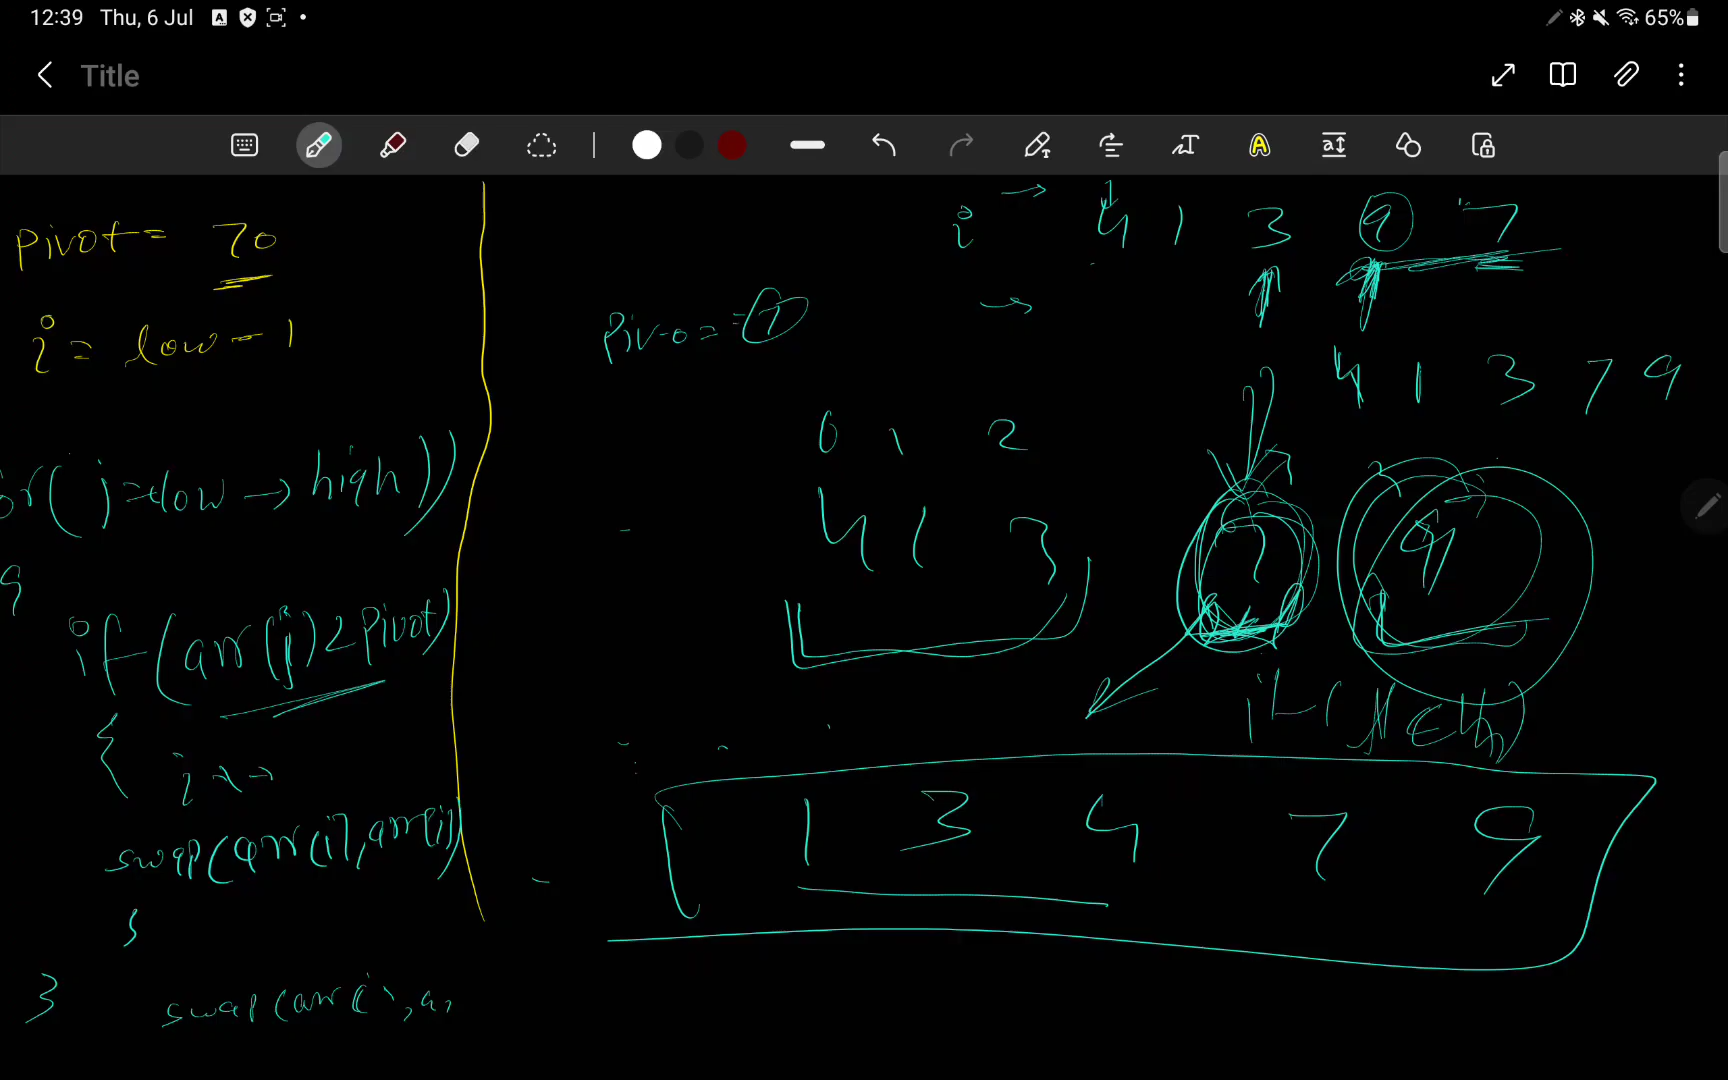 12:39 Thu, 6 Jul
65%
Title
pivot = 70
i = low - 1
or(j = low → high))
if (arr(j) < Pivot)
{
i++
swap(arr(i), arr(j)
}
swap(arr(i), a,
i → 4 1 3 9 7
4 1 3 7 9
0 1 2
4 1 3 7 9
1 3 4 7 9